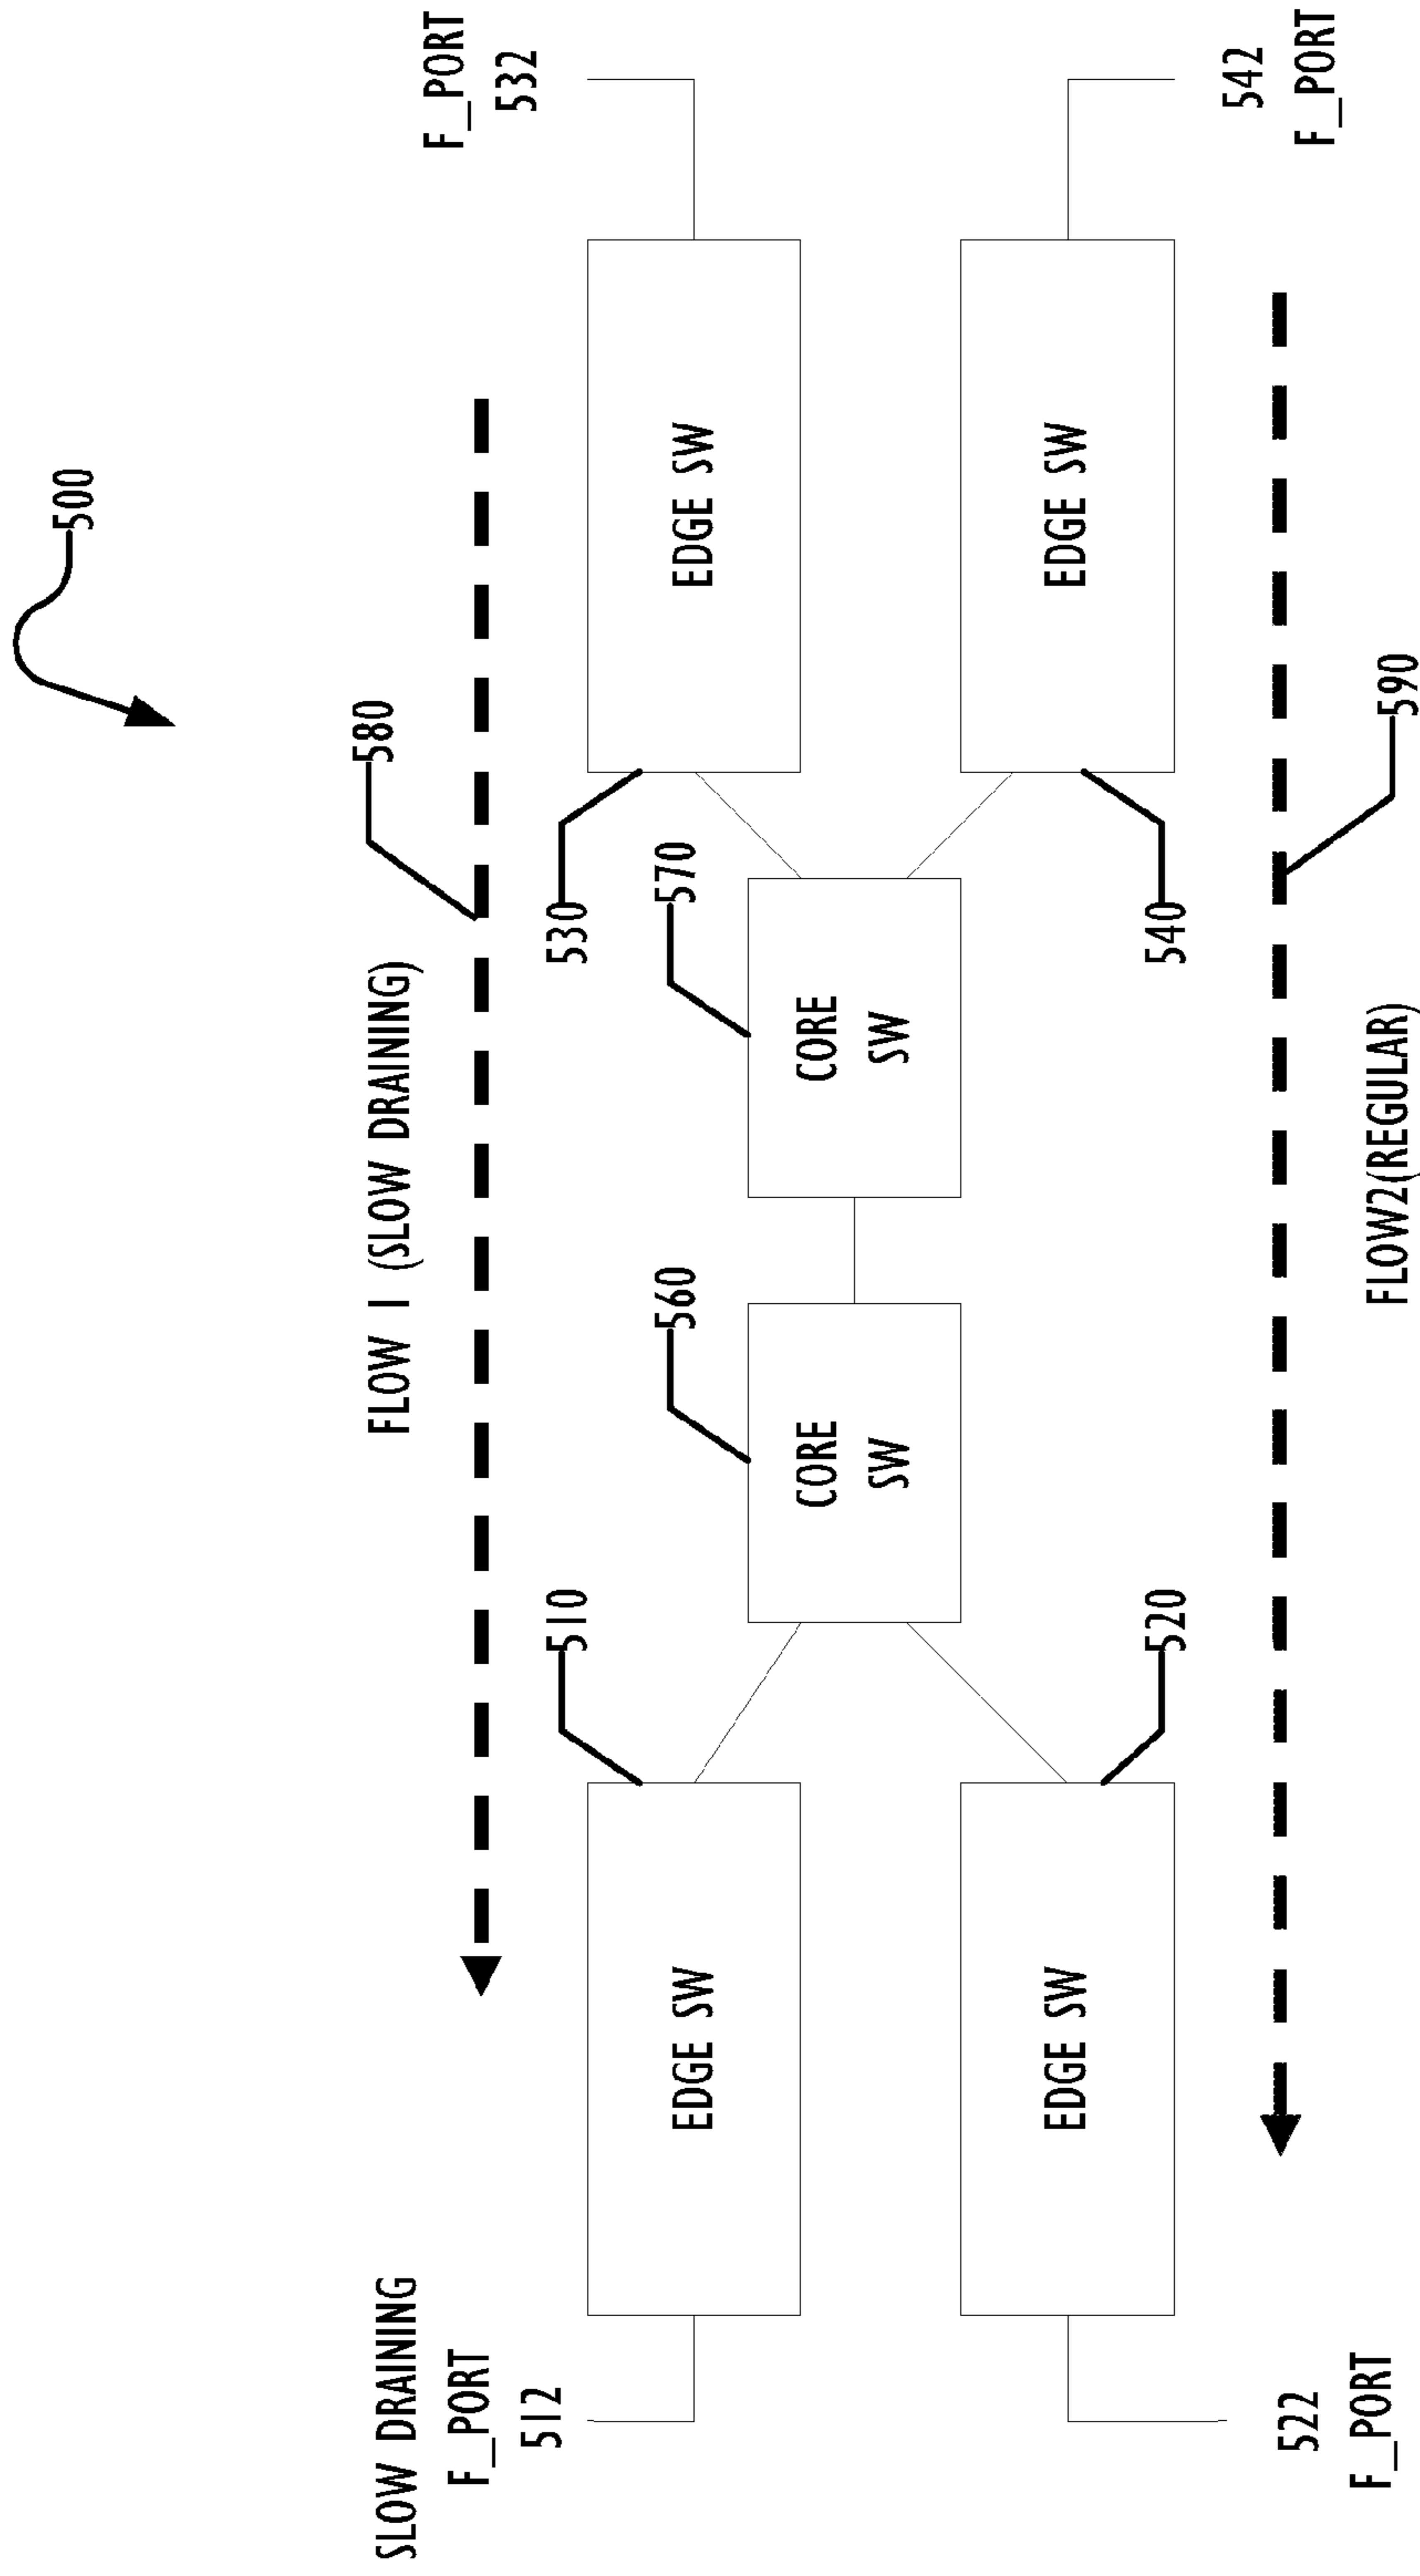 500
SLOW DRAINING
F_PORT
512
FLOW 1 (SLOW DRAINING)
580
F_PORT
532
510
530
560
570
EDGE SW
EDGE SW
CORE
SW
CORE
SW
EDGE SW
EDGE SW
520
540
522
F_PORT
542
F_PORT
FLOW2(REGULAR)
590